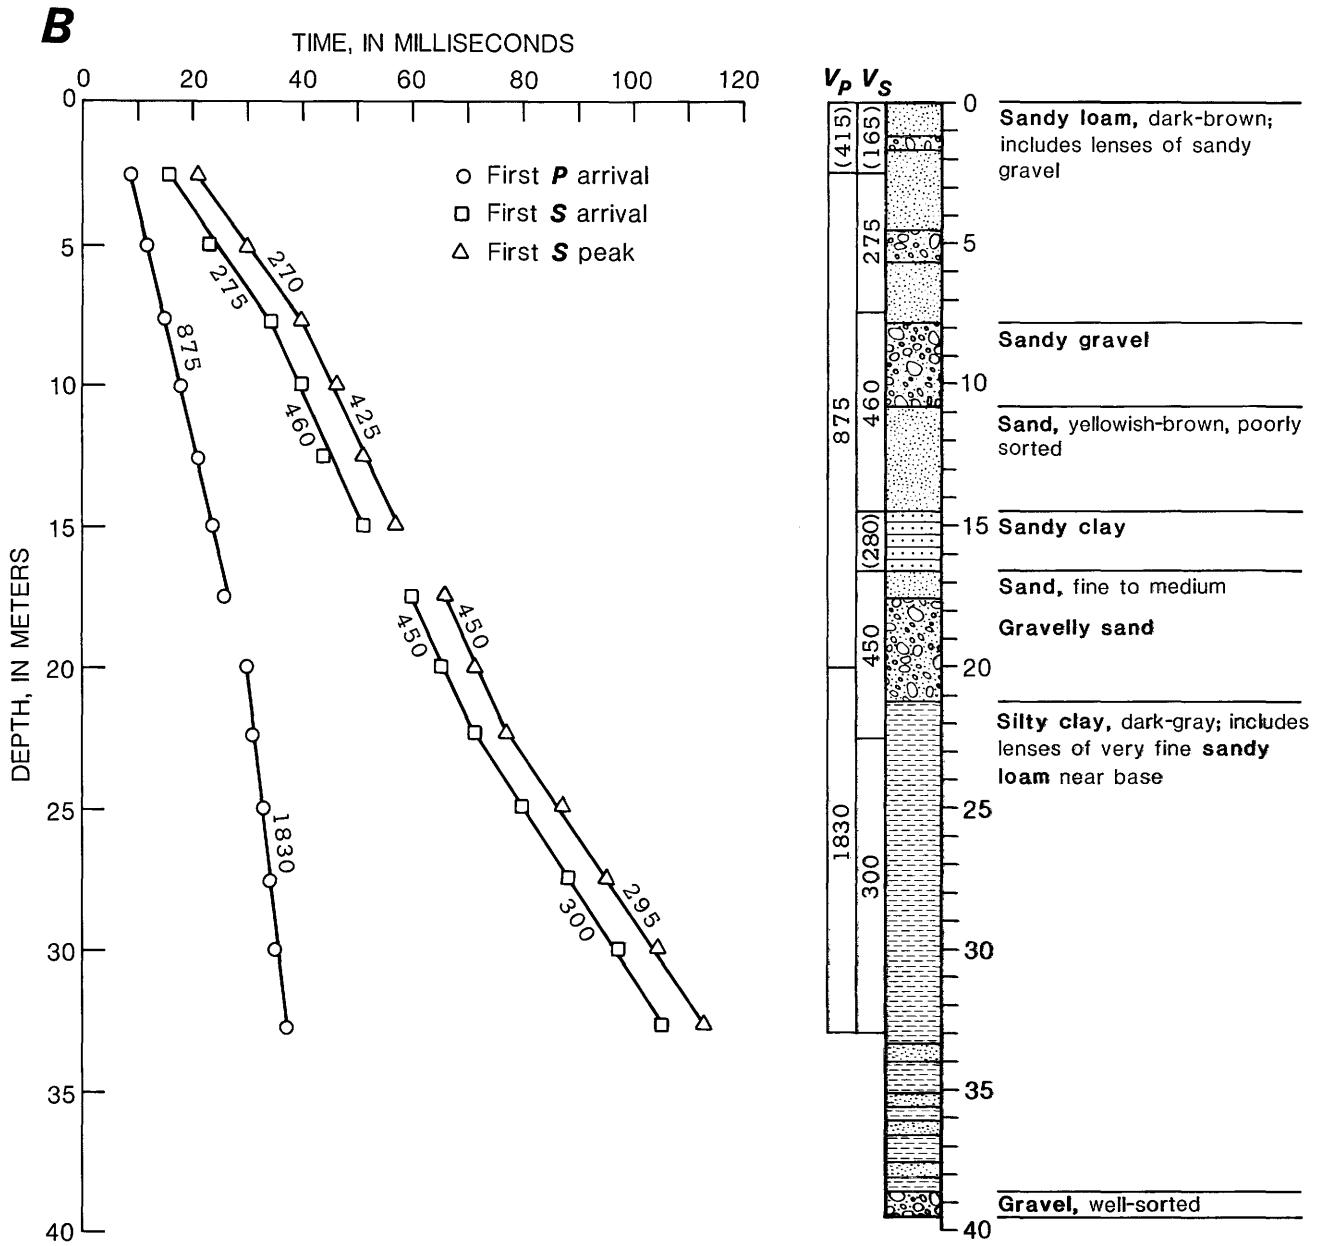 B
TIME, IN MILLISECONDS
0 20 40 60 80 100 120
0
5
10
15
20
25
30
35
40
DEPTH, IN METERS
First P arrival
First S arrival
First S peak
875
275
270
460
425
450
450
1830
300
295
VP VS
(415)
(165)
875
275
460
(280)
450
1830
300
0
5
10
15
20
25
30
35
40
Sandy loam, dark-brown;
includes lenses of sandy
gravel
Sandy gravel
Sand, yellowish-brown, poorly
sorted
Sandy clay
Sand, fine to medium
Gravelly sand
Silty clay, dark-gray; includes
lenses of very fine sandy
loam near base
Gravel, well-sorted